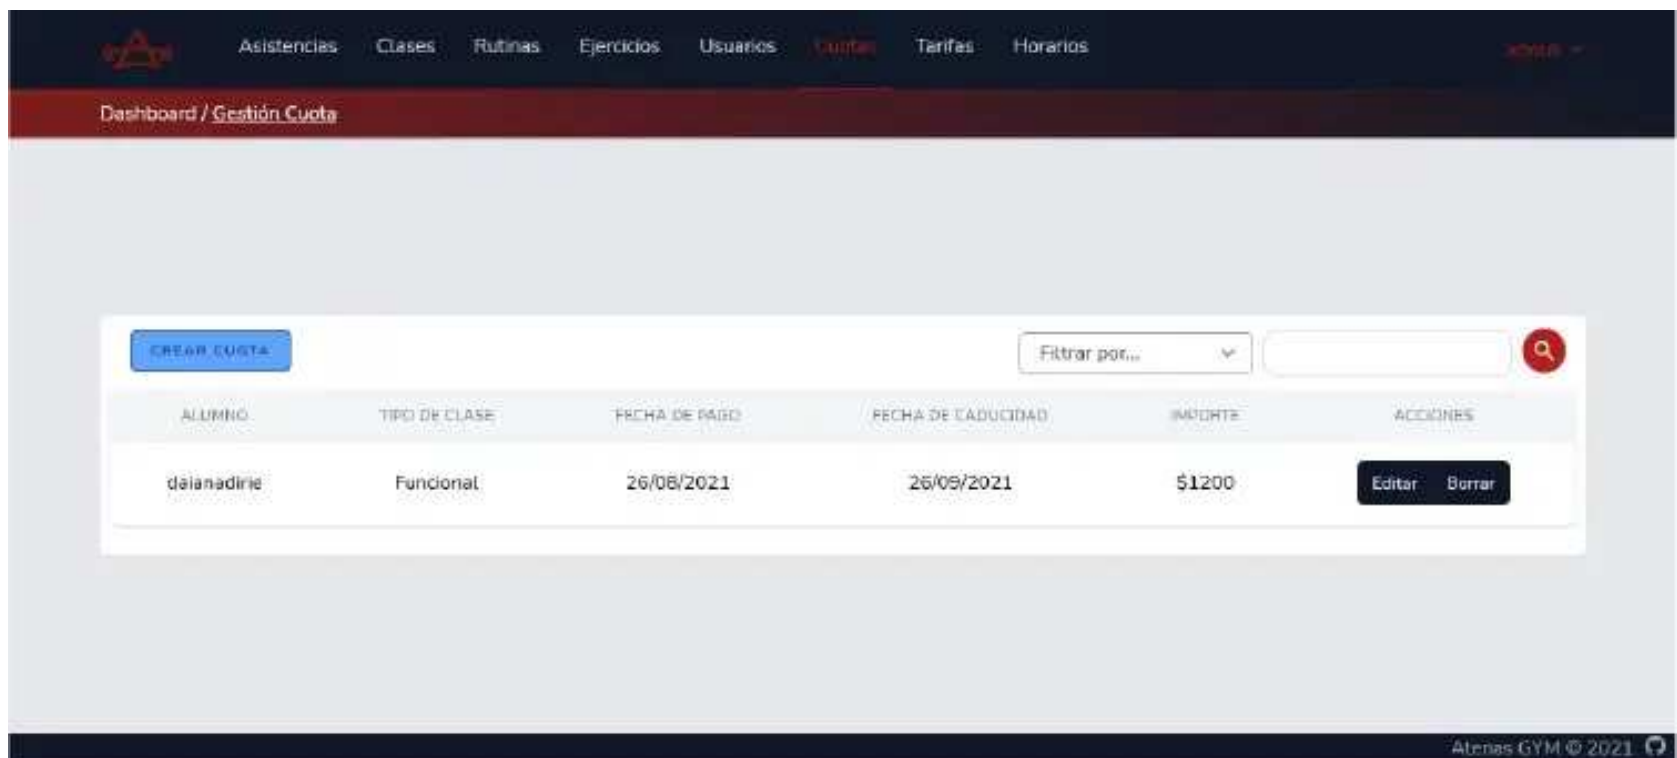 Asistencias Clases Rutinas Ejercicios Usuarios Cuotas Tarifas Horarios
Dashboard / Gestión Cuota
CREAR CUOTA Filtrar por...
ALUMNO TIPO DE CLASE FECHA DE PAGO FECHA DE CADUCIDAD IMPORTE ACCIONES
daianadirie Funcional 26/08/2021 26/09/2021 $1200 Editar Borrar
Atenas GYM © 2021